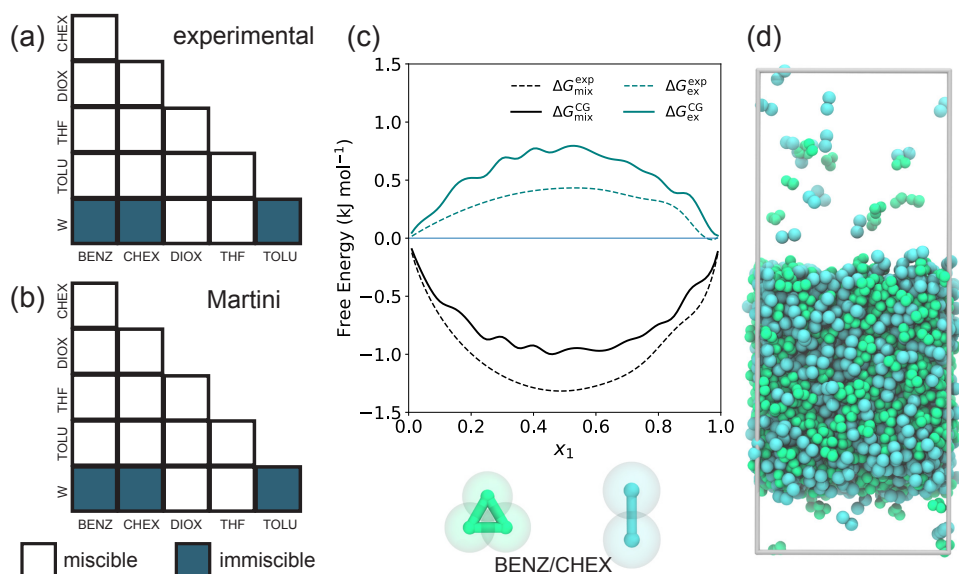 (a)
experimental
CHEX
DIOX
THF
TOLU
W
BENZ CHEX DIOX THF TOLU
(b)
Martini
CHEX
DIOX
THF
TOLU
W
BENZ CHEX DIOX THF TOLU
miscible immiscible
(c)
ΔG_mix^exp ΔG_ex^exp
ΔG_mix^CG ΔG_ex^CG
Free Energy (kJ mol⁻¹)
1.5
1.0
0.5
0.0
−0.5
−1.0
−1.5
0.0 0.2 0.4 0.6 0.8 1.0
x₁
BENZ/CHEX
(d)